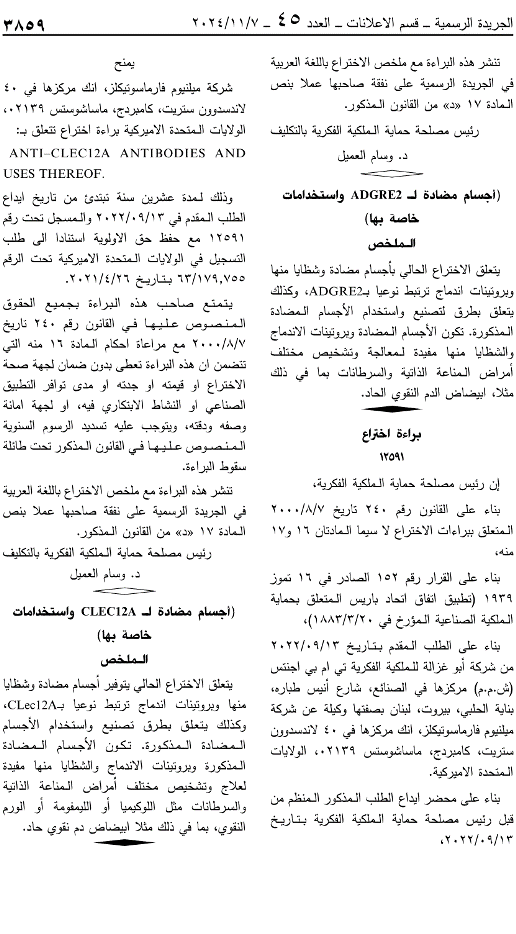 الجريدة الرسمية ــ قسم الاعلانات ــ العدد ٤٥ ــ ٢٠٢٤/١١/٧
٣٨٥٩
تنشر هذه البراءة مع ملخص الاختراع باللغة العربية
في الجريدة الرسمية على نفقة صاحبها عملا بنص
المادة ١٧ «د» من القانون المذكور.
رئيس مصلحة حماية الملكية الفكرية بالتكليف
د. وسام العميل
(أجسام مضادة لـ ADGRE2 واستخدامات
خاصة بها)
الملخص
يتعلق الاختراع الحالي بأجسام مضادة وشظايا منها
وبروتينات اندماج ترتبط نوعيا بـADGRE2، وكذلك
يتعلق بطرق لتصنيع واستخدام الأجسام المضادة
المذكورة. تكون الأجسام المضادة وبروتينات الاندماج
والشظايا منها مفيدة لمعالجة وتشخيص مختلف
أمراض المناعة الذاتية والسرطانات بما في ذلك
مثلا، ابيضاض الدم النقوي الحاد.
براءة اختراع
١٢٥٩١
إن رئيس مصلحة حماية الملكية الفكرية،
بناء على القانون رقم ٢٤٠ تاريخ ٢٠٠٠/٨/٧
المتعلق ببراءات الاختراع لا سيما المادتان ١٦ و١٧
منه،
بناء على القرار رقم ١٥٢ الصادر في ١٦ تموز
١٩٣٩ (تطبيق اتفاق اتحاد باريس المتعلق بحماية
الملكية الصناعية المؤرخ في ١٨٨٣/٣/٢٠)،
بناء على الطلب المقدم بتاريخ ٢٠٢٢/٠٩/١٣
من شركة أبو غزالة للملكية الفكرية تي ام بي اجنتس
(ش.م.م) مركزها في الصنائع، شارع أنيس طباره،
بناية الحلبي، بيروت، لبنان بصفتها وكيلة عن شركة
ميلنيوم فارماسوتيكلز، انك مركزها في ٤٠ لاندسدوون
ستريت، كامبردج، ماساشوستس ٠٢١٣٩، الولايات
المتحدة الاميركية.
بناء على محضر ايداع الطلب المذكور المنظم من
قبل رئيس مصلحة حماية الملكية الفكرية بتاريخ
٢٠٢٢/٠٩/١٣،
يمنح
شركة ميلنيوم فارماسوتيكلز، انك مركزها في ٤٠
لاندسدوون ستريت، كامبردج، ماساشوستس ٠٢١٣٩،
الولايات المتحدة الاميركية براءة اختراع تتعلق بـ:
ANTI–CLEC12A ANTIBODIES AND
USES THEREOF.
وذلك لمدة عشرين سنة تبتدئ من تاريخ ايداع
الطلب المقدم في ٢٠٢٢/٠٩/١٣ والمسجل تحت رقم
١٢٥٩١ مع حفظ حق الاولوية استنادا الى طلب
التسجيل في الولايات المتحدة الاميركية تحت الرقم
٦٣/١٧٩,٧٥٥ بتاريخ ٢٠٢١/٤/٢٦.
يتمتع صاحب هذه البراءة بجميع الحقوق
المنصوص عليها في القانون رقم ٢٤٠ تاريخ
٢٠٠٠/٨/٧ مع مراعاة احكام المادة ١٦ منه التي
تتضمن ان هذه البراءة تعطى بدون ضمان لجهة صحة
الاختراع او قيمته او جدته او مدى توافر التطبيق
الصناعي او النشاط الابتكاري فيه، او لجهة امانة
وصفه ودقته، ويتوجب عليه تسديد الرسوم السنوية
المنصوص عليها في القانون المذكور تحت طائلة
سقوط البراءة.
تنشر هذه البراءة مع ملخص الاختراع باللغة العربية
في الجريدة الرسمية على نفقة صاحبها عملا بنص
المادة ١٧ «د» من القانون المذكور.
رئيس مصلحة حماية الملكية الفكرية بالتكليف
د. وسام العميل
(أجسام مضادة لـ CLEC12A واستخدامات
خاصة بها)
الملخص
يتعلق الاختراع الحالي بتوفير أجسام مضادة وشظايا
منها وبروتينات اندماج ترتبط نوعيا بـCLec12A،
وكذلك يتعلق بطرق تصنيع واستخدام الأجسام
المضادة المذكورة. تكون الأجسام المضادة
المذكورة وبروتينات الاندماج والشظايا منها مفيدة
لعلاج وتشخيص مختلف أمراض المناعة الذاتية
والسرطانات مثل اللوكيميا أو الليمفومة أو الورم
النقوي، بما في ذلك مثلا ابيضاض دم نقوي حاد.